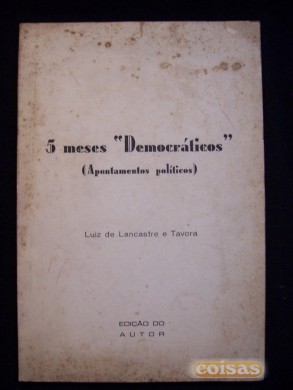 5 meses "Democráticos"
(Apontamentos políticos)
Luiz de Lancastre e Tavora
EDIÇÃO DO
AUTOR
coisas